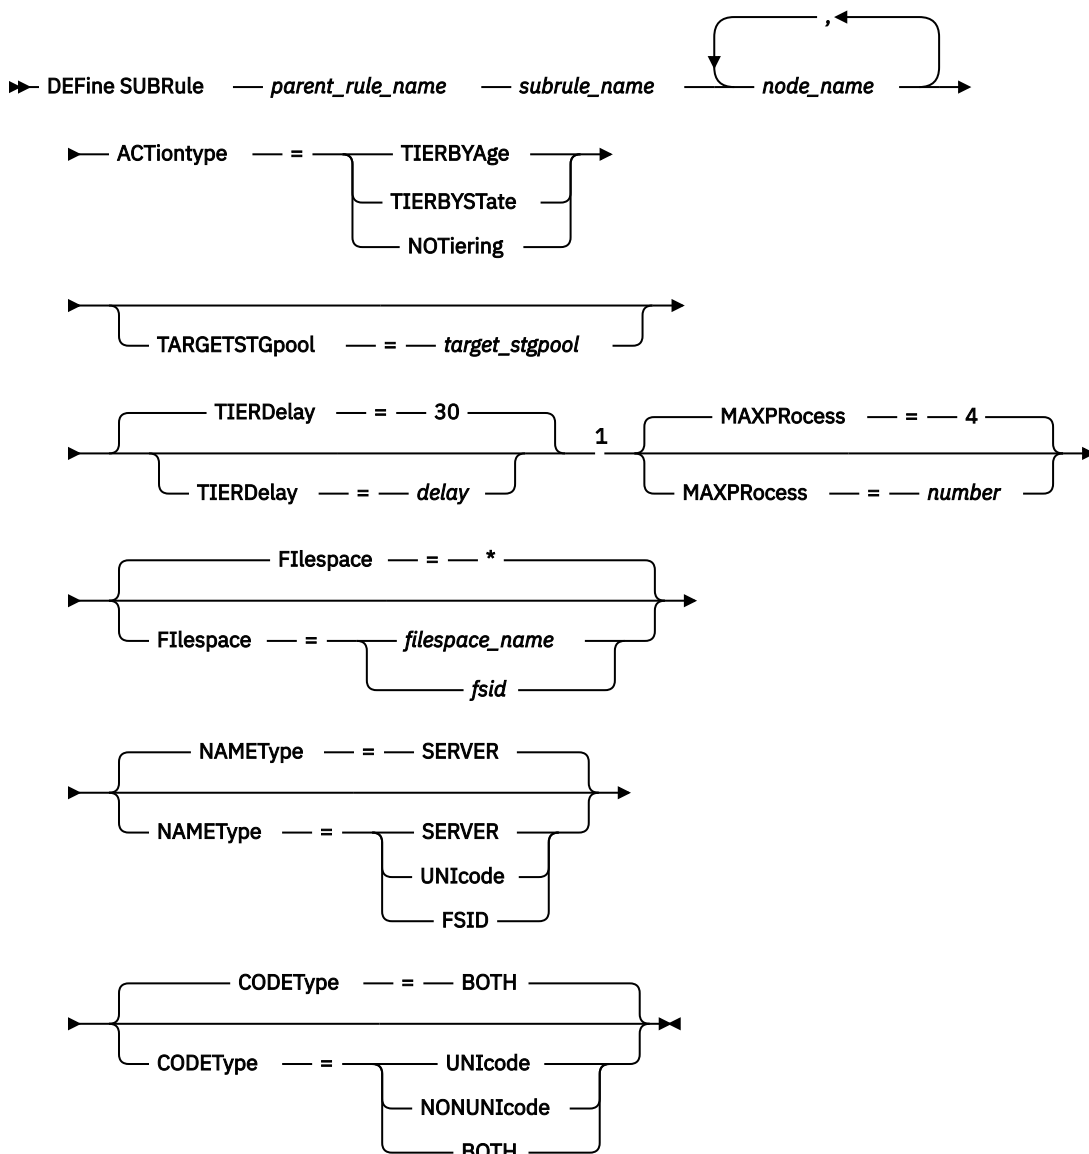 ,
DEFine SUBRule parent_rule_name subrule_name node_name
ACTiontype = TIERBYAge
TIERBYSTate
NOTiering
TARGETSTGpool = target_stgpool
TIERDelay = 30 1 MAXPRocess = 4
TIERDelay = delay MAXPRocess = number
FIlespace = *
FIlespace = filespace_name
fsid
NAMEType = SERVER
NAMEType = SERVER
UNIcode
FSID
CODEType = BOTH
CODEType = UNIcode
NONUNIcode
BOTH